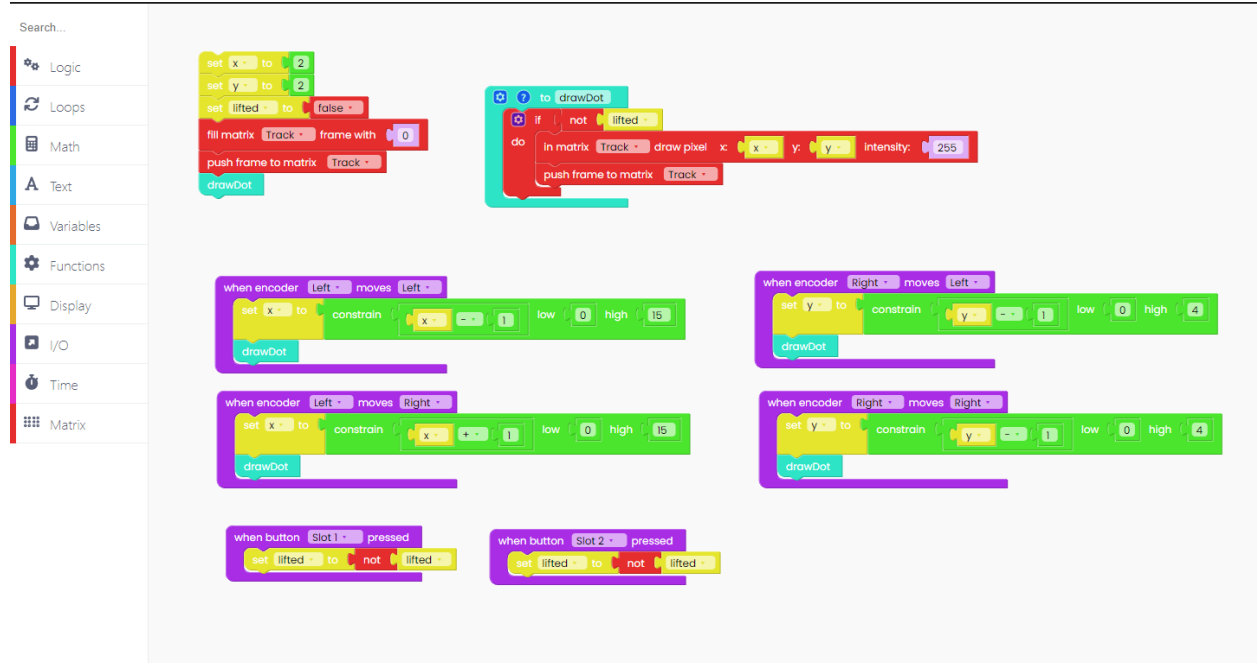 Search...
Logic
Loops
Math
Text
Variables
Functions
Display
I/O
Time
Matrix
set x to 2
set y to 2
set lifted to false
fill matrix Track frame with 0
push frame to matrix Track
drawDot
? to drawDot
if not lifted
do in matrix Track draw pixel x: x y: y intensity: 255
push frame to matrix Track
when encoder Left moves Left
set x to constrain x - 1 low 0 high 15
drawDot
when encoder Right moves Left
set y to constrain y - 1 low 0 high 4
drawDot
when encoder Left moves Right
set x to constrain x + 1 low 0 high 15
drawDot
when encoder Right moves Right
set y to constrain y - 1 low 0 high 4
drawDot
when button Slot 1 pressed
set lifted to not lifted
when button Slot 2 pressed
set lifted to not lifted